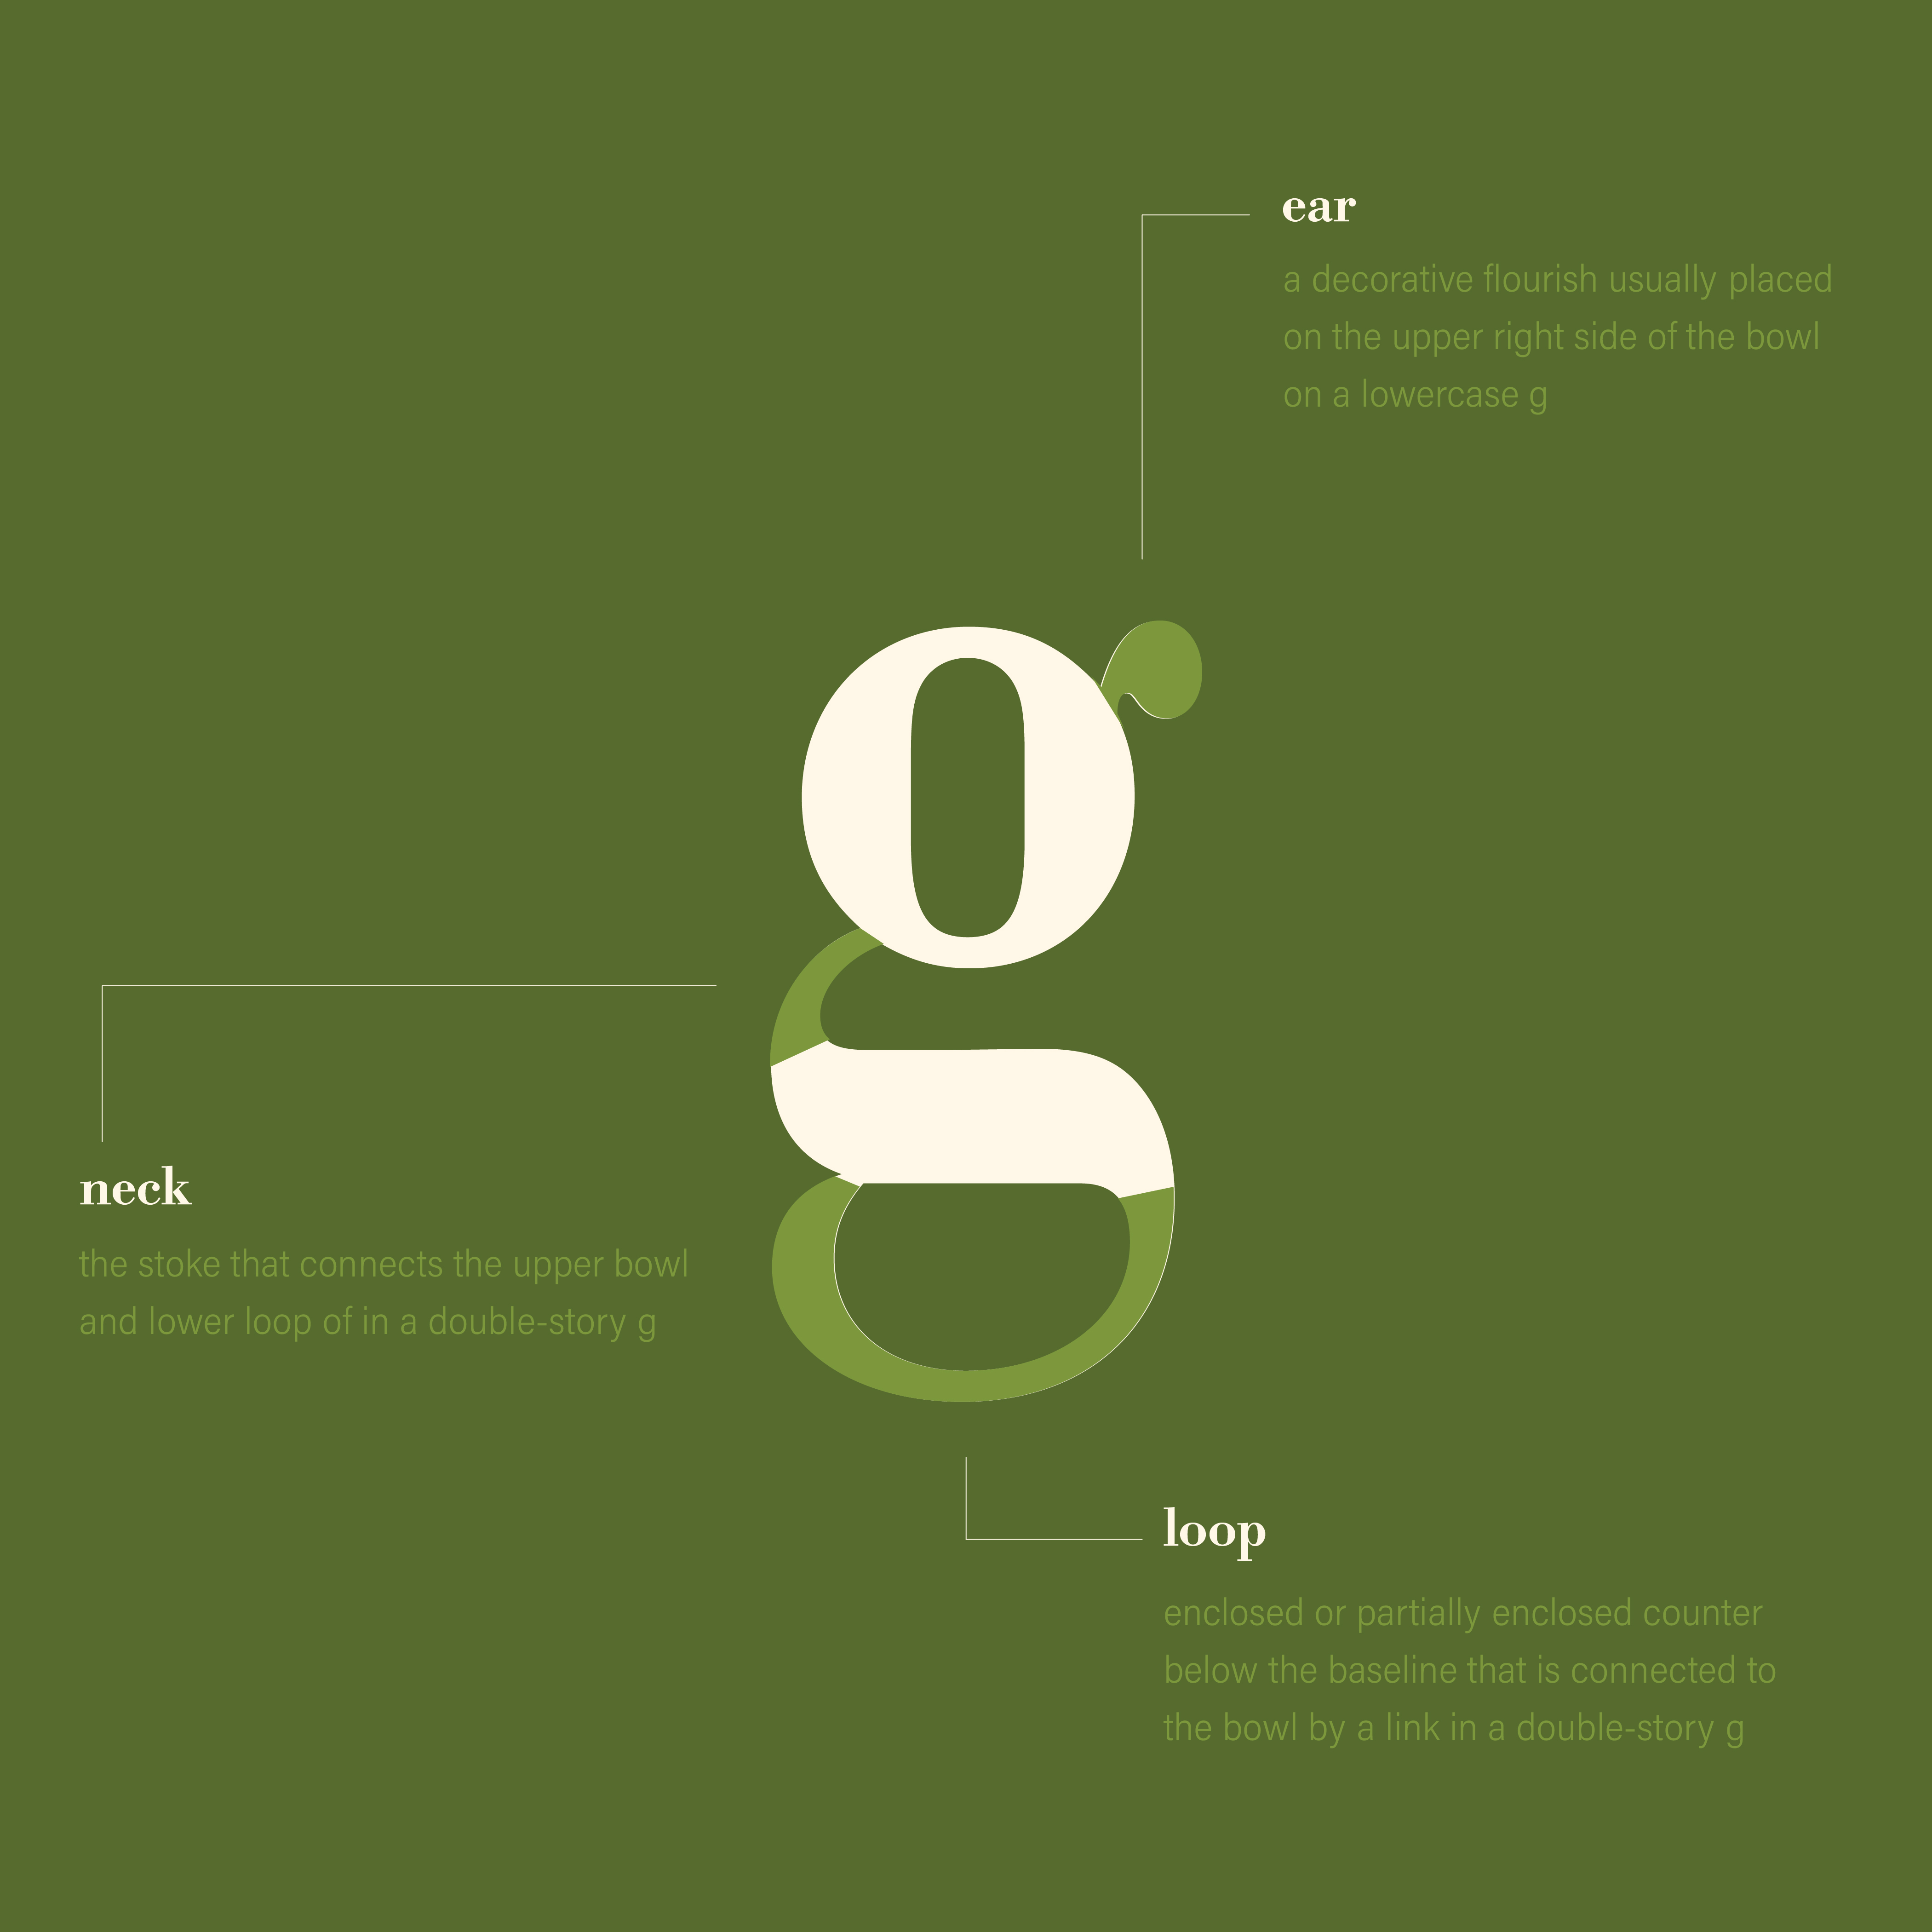 ear
a decorative flourish usually placed
on the upper right side of the bowl
on a lowercase g
g
neck
the stoke that connects the upper bowl
and lower loop of in a double-story g
loop
enclosed or partially enclosed counter
below the baseline that is connected to
the bowl by a link in a double-story g